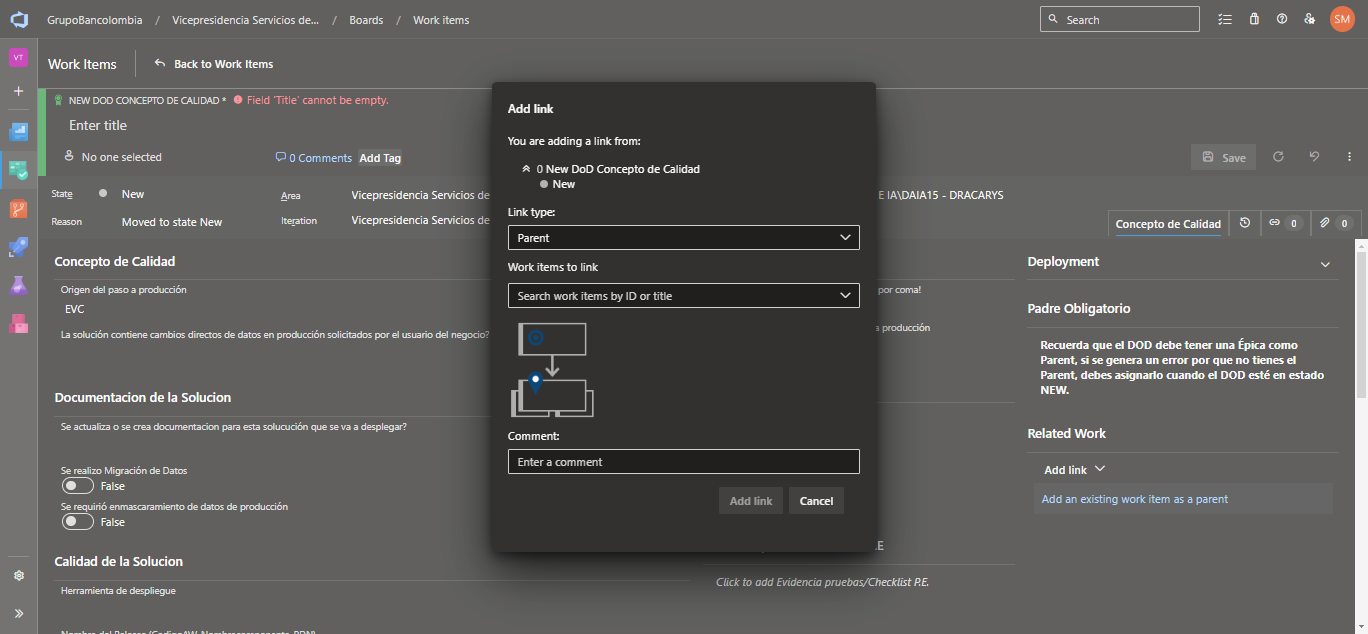 GrupoBancolombia / Vicepresidencia Servicios de... / Boards / Work items
Search
SM
VT
Work Items
Back to Work Items
NEW DOD CONCEPTO DE CALIDAD *
Field 'Title' cannot be empty.
Enter title
No one selected
0 Comments
Add Tag
Save
State
New
Area
Vicepresidencia Servicios de
E IA\DAIA15 - DRACARYS
Reason
Moved to state New
Iteration
Vicepresidencia Servicios de
Concepto de Calidad
0
0
Concepto de Calidad
Origen del paso a producción
EVC
La solución contiene cambios directos de datos en producción solicitados por el usuario del negocio?
Documentacion de la Solucion
Se actualiza o se crea documentacion para esta solucución que se va a desplegar?
Se realizo Migración de Datos
False
Se requirió enmascaramiento de datos de producción
False
Calidad de la Solucion
Herramienta de despliegue
Add link
You are adding a link from:
0 New DoD Concepto de Calidad
New
Link type:
Parent
Work items to link
Search work items by ID or title
Comment:
Enter a comment
Add link
Cancel
por coma!
a producción
E
Click to add Evidencia pruebas/Checklist P.E.
Deployment
Padre Obligatorio
Recuerda que el DOD debe tener una Épica como
Parent, si se genera un error por que no tienes el
Parent, debes asignarlo cuando el DOD esté en estado
NEW.
Related Work
Add link
Add an existing work item as a parent